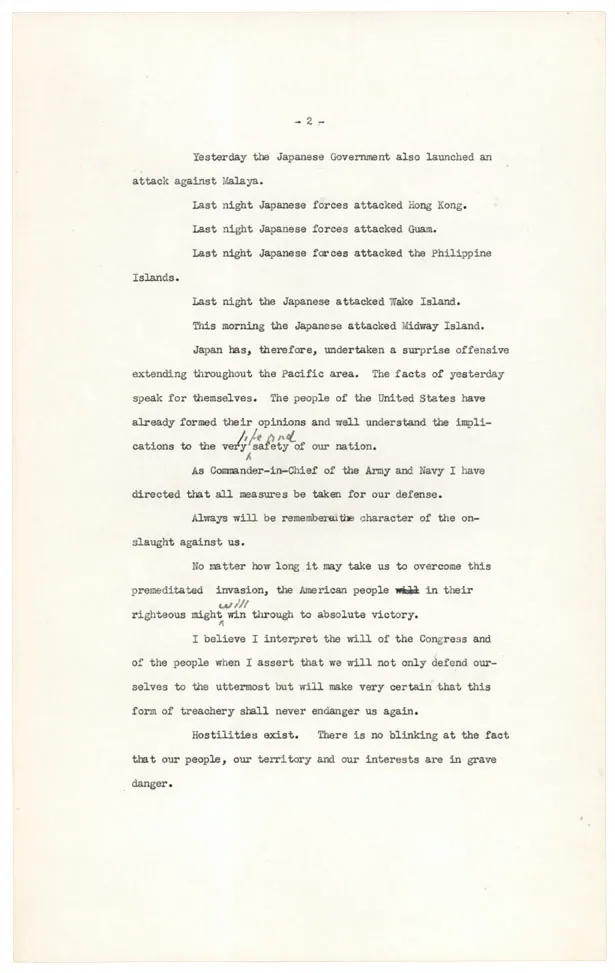 - 2 -
Yesterday the Japanese Government also launched an
attack against Malaya.
Last night Japanese forces attacked Hong Kong.
Last night Japanese forces attacked Guam.
Last night Japanese forces attacked the Philippine
Islands.
Last night the Japanese attacked Wake Island.
This morning the Japanese attacked Midway Island.
Japan has, therefore, undertaken a surprise offensive
extending throughout the Pacific area. The facts of yesterday
speak for themselves. The people of the United States have
already formed their opinions and well understand the impli-
life and
cations to the very safety of our nation.
As Commander-in-Chief of the Army and Navy I have
directed that all measures be taken for our defense.
Always will be remembered the character of the on-
slaught against us.
No matter how long it may take us to overcome this
premeditated invasion, the American people will in their
will
righteous might win through to absolute victory.
I believe I interpret the will of the Congress and
of the people when I assert that we will not only defend our-
selves to the uttermost but will make very certain that this
form of treachery shall never endanger us again.
Hostilities exist. There is no blinking at the fact
that our people, our territory and our interests are in grave
danger.